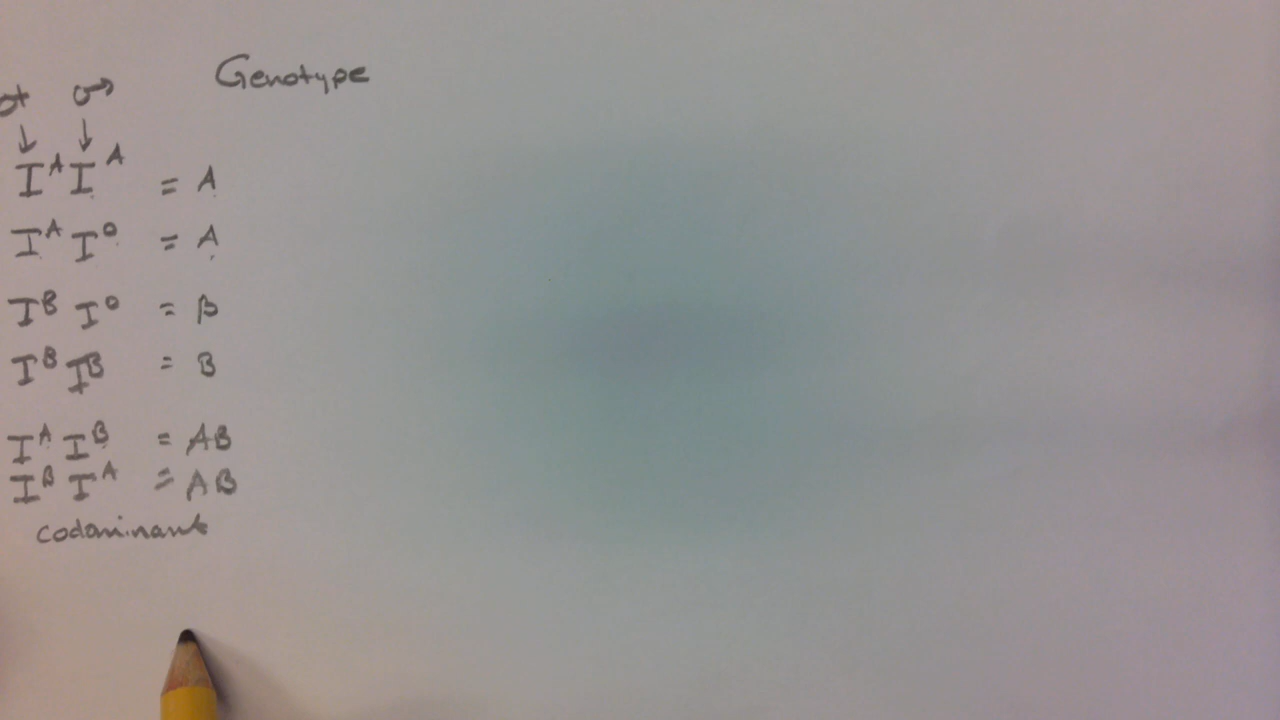 Genotype
♀ ♂
↓ ↓
I^A I^A = A
I^A I^O = A
I^B I^O = B
I^B I^B = B
I^A I^B = AB
I^B I^A = AB
codominant